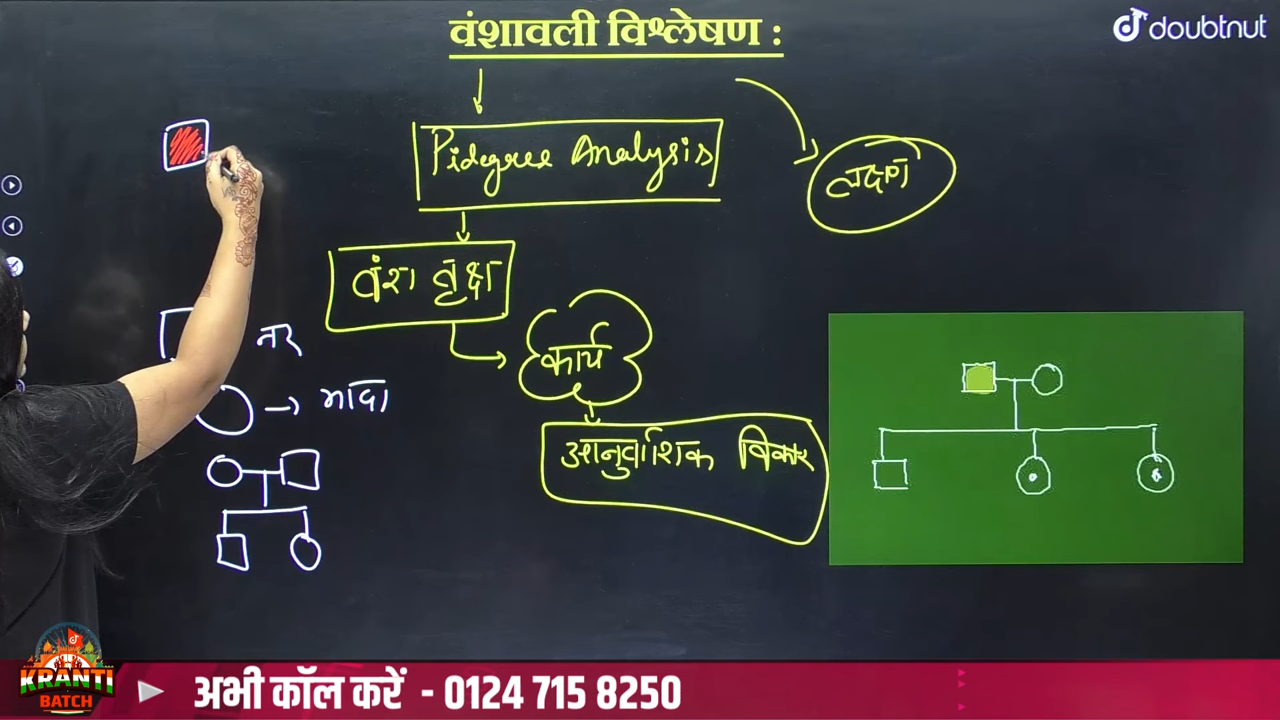 वंशावली विश्लेषण :
doubtnut
Pidegree Analysis
लक्षण
वंश वृक्ष
नर
कार्य
मादा
आनुवांशिक विकार
KRANTI
BATCH
अभी कॉल करें - 0124 715 8250